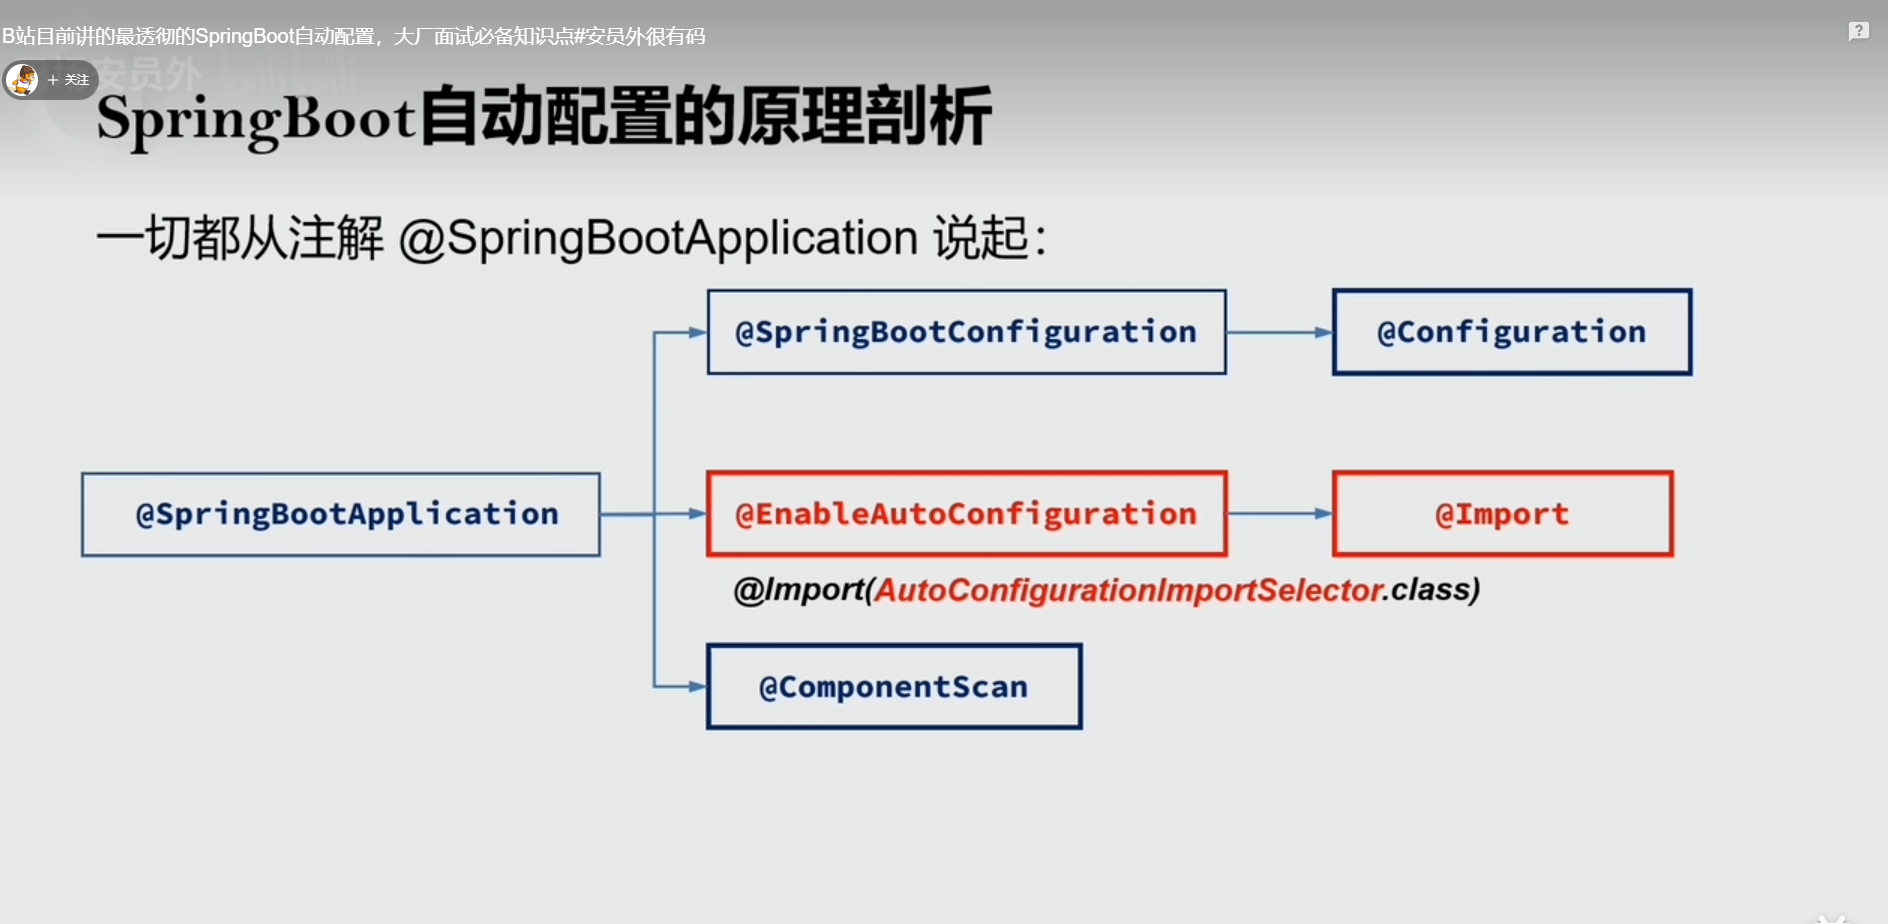 B站目前讲的最透彻的SpringBoot自动配置，大厂面试必备知识点#安员外很有码
安员外 bilibili
+ 关注
SpringBoot自动配置的原理剖析
一切都从注解 @SpringBootApplication 说起：
@SpringBootConfiguration
@Configuration
@SpringBootApplication
@EnableAutoConfiguration
@Import
@Import(AutoConfigurationImportSelector.class)
@ComponentScan